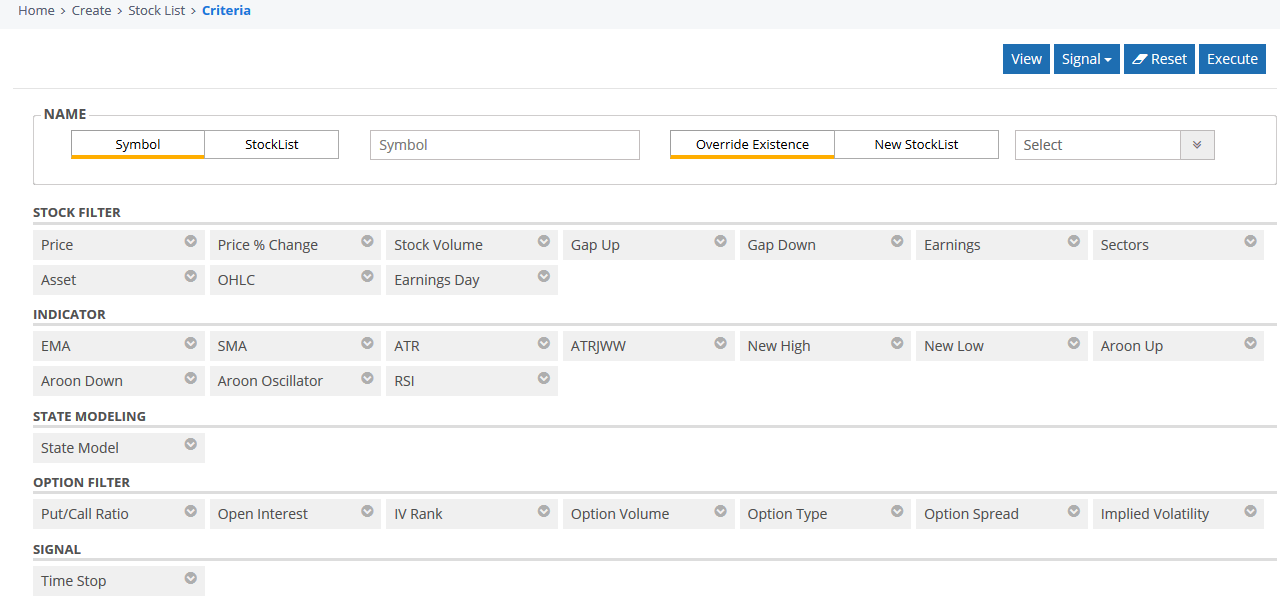 Home > Create > Stock List > Criteria
View Signal Reset Execute
NAME
Symbol StockList Symbol Override Existence New StockList Select
STOCK FILTER
Price Price % Change Stock Volume Gap Up Gap Down Earnings Sectors
Asset OHLC Earnings Day
INDICATOR
EMA SMA ATR ATRJWW New High New Low Aroon Up
Aroon Down Aroon Oscillator RSI
STATE MODELING
State Model
OPTION FILTER
Put/Call Ratio Open Interest IV Rank Option Volume Option Type Option Spread Implied Volatility
SIGNAL
Time Stop